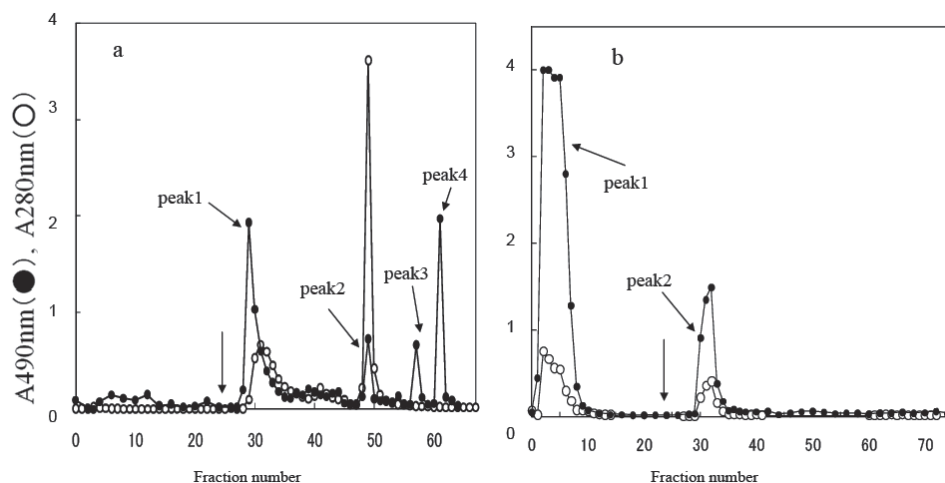 a
A490nm(●), A280nm(○)
4
3
2
1
0
peak1
peak2
peak3
peak4
0 10 20 30 40 50 60
Fraction number
b
4
3
2
1
0
peak1
peak2
0 10 20 30 40 50 60 70
Fraction number